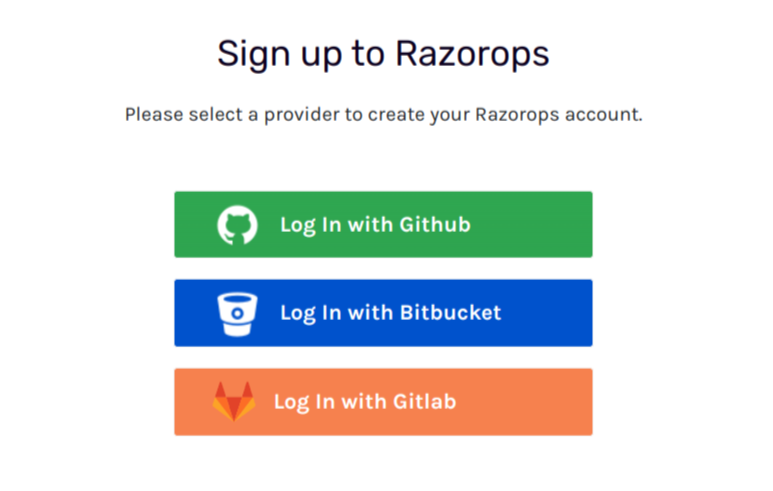 Sign up to Razorops
Please select a provider to create your Razorops account.
Log In with Github
Log In with Bitbucket
Log In with Gitlab